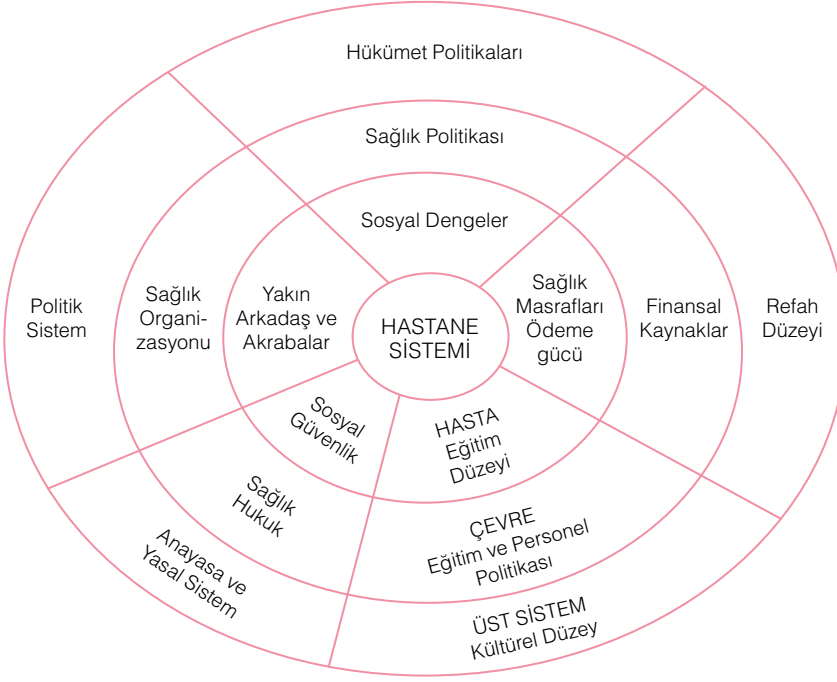 Hükümet Politikaları
Sağlık Politikası
Sosyal Dengeler
Politik
Sistem
Sağlık
Organi-
zasyonu
Yakın
Arkadaş ve
Akrabalar
HASTANE
SİSTEMİ
Sağlık
Masrafları
Ödeme
gücü
Finansal
Kaynaklar
Refah
Düzeyi
Sosyal
Güvenlik
HASTA
Eğitim
Düzeyi
Sağlık
Hukuk
ÇEVRE
Eğitim ve Personel
Politikası
Anayasa ve
Yasal Sistem
ÜST SİSTEM
Kültürel Düzey